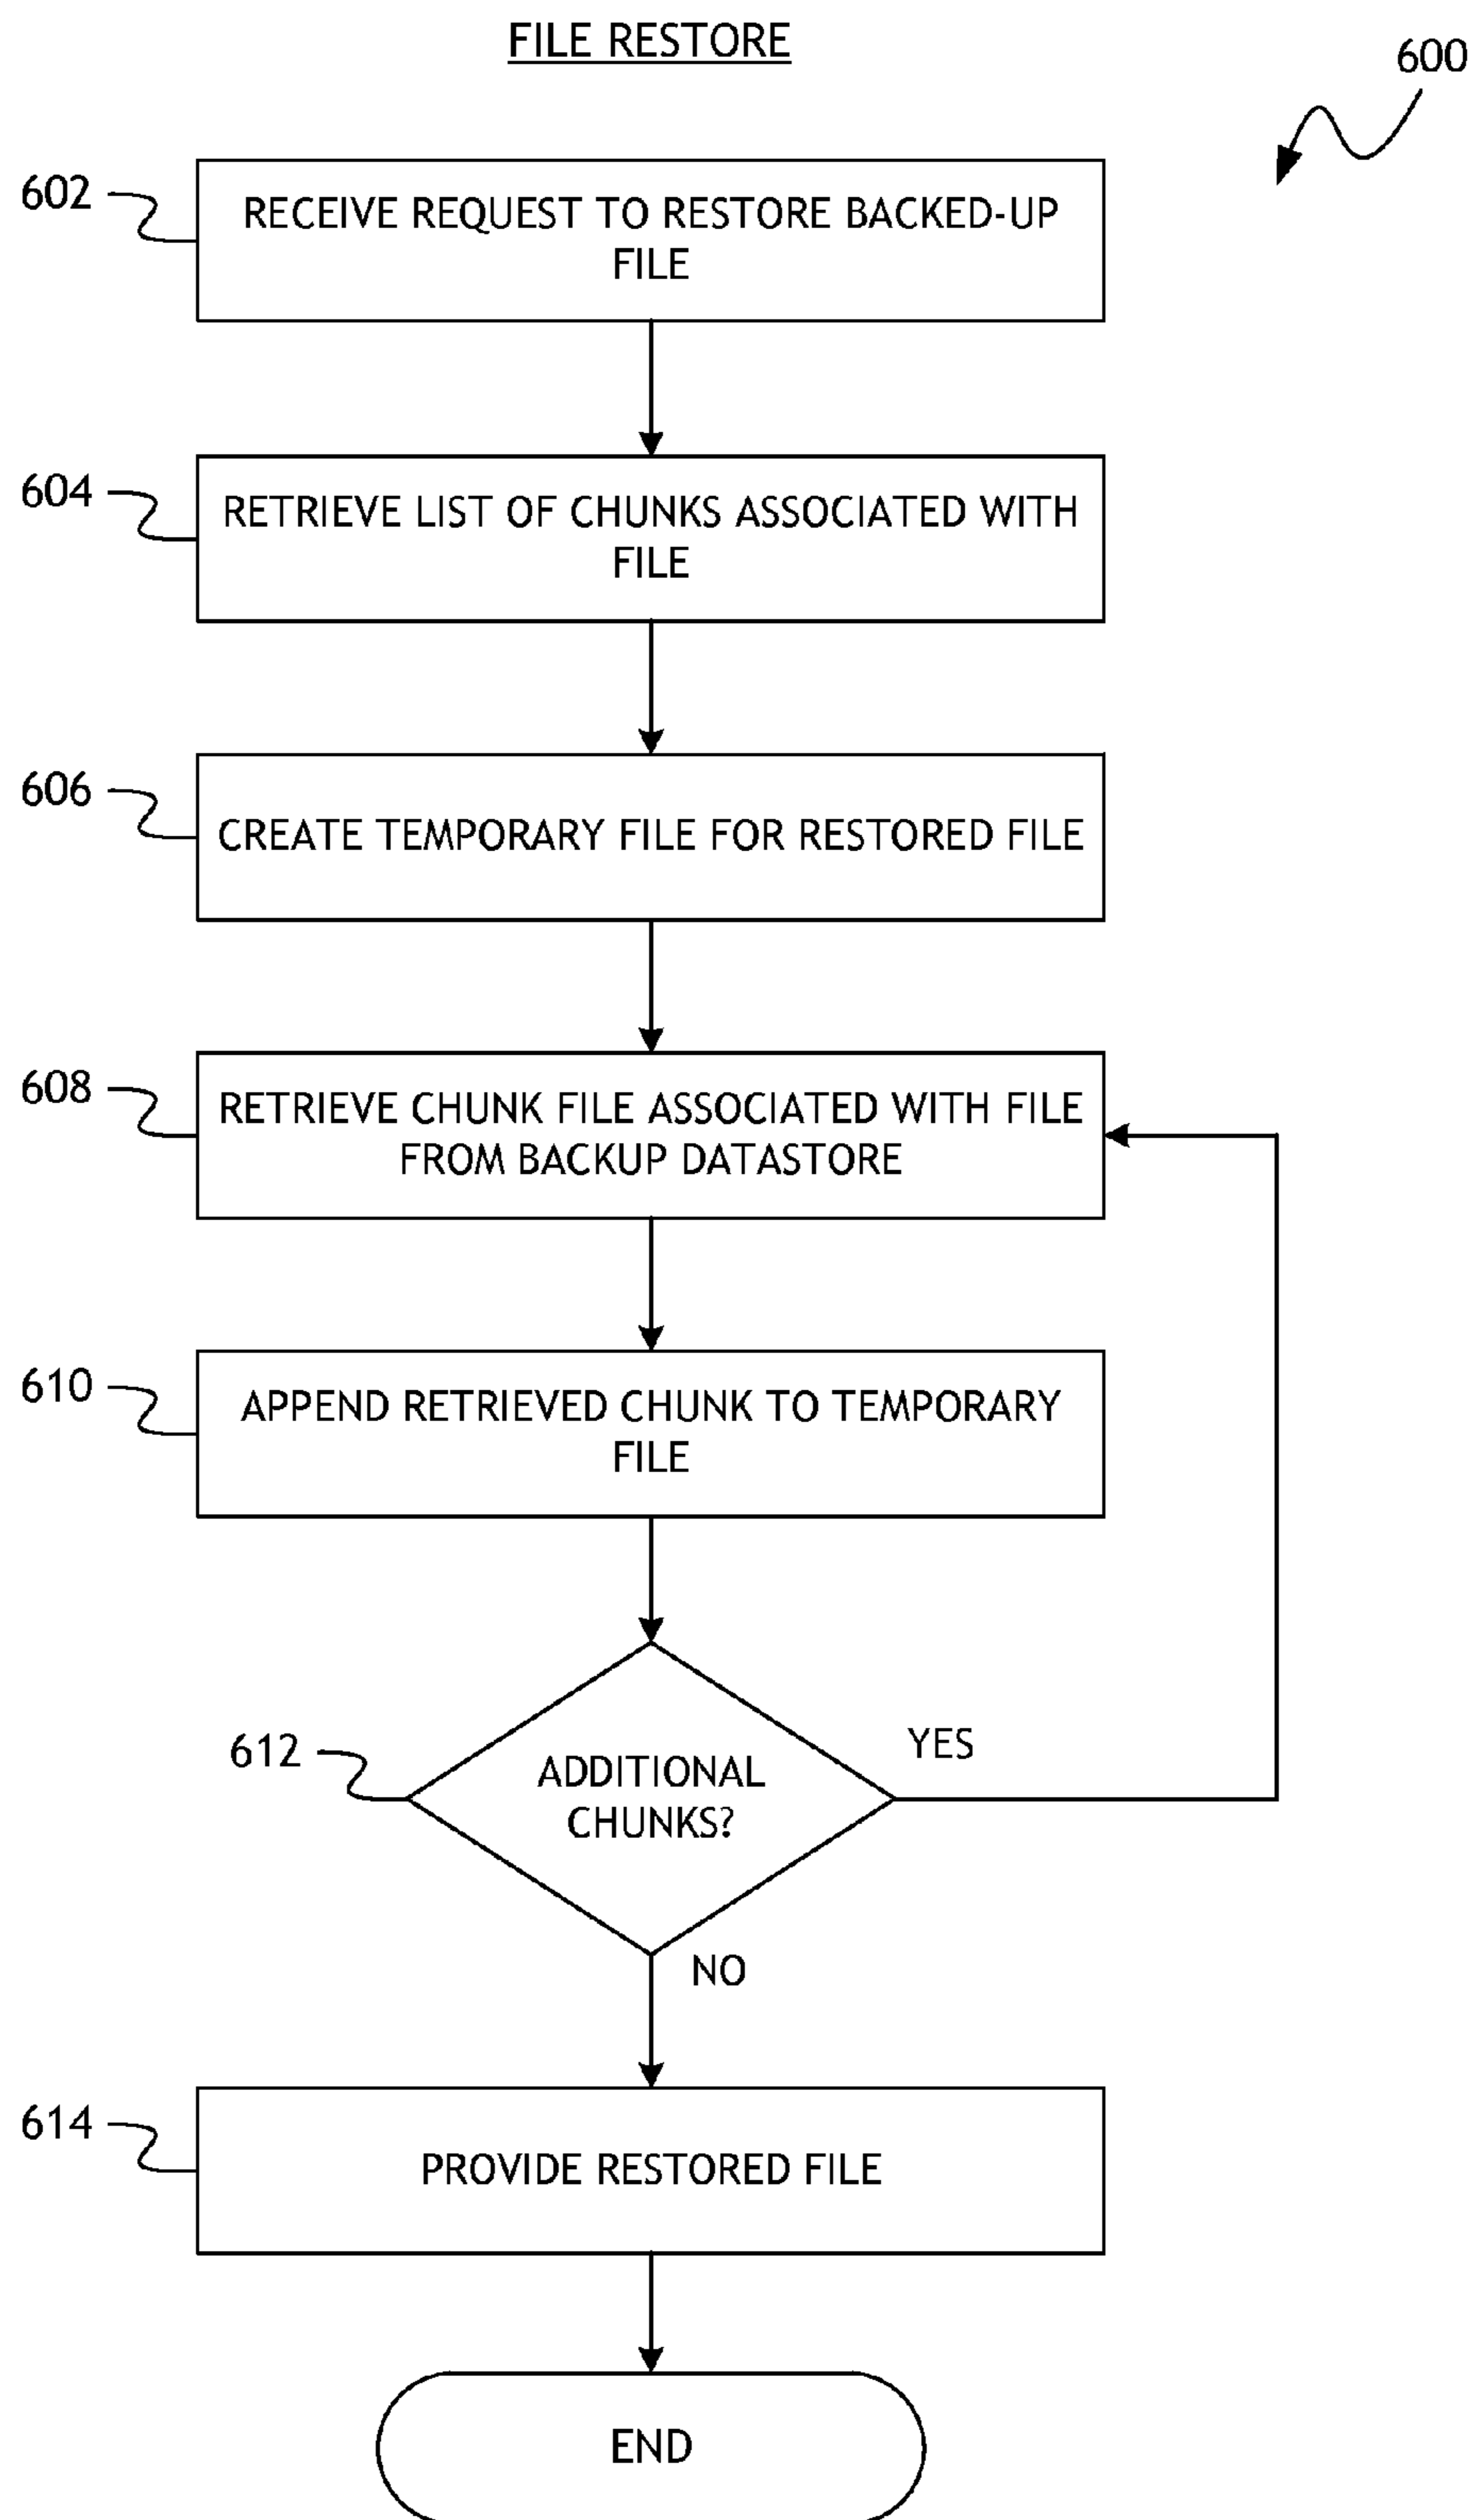 FILE RESTORE
600
602
RECEIVE REQUEST TO RESTORE BACKED-UP
FILE
604
RETRIEVE LIST OF CHUNKS ASSOCIATED WITH
FILE
606
CREATE TEMPORARY FILE FOR RESTORED FILE
608
RETRIEVE CHUNK FILE ASSOCIATED WITH FILE
FROM BACKUP DATASTORE
610
APPEND RETRIEVED CHUNK TO TEMPORARY
FILE
612
ADDITIONAL
CHUNKS?
YES
NO
614
PROVIDE RESTORED FILE
END